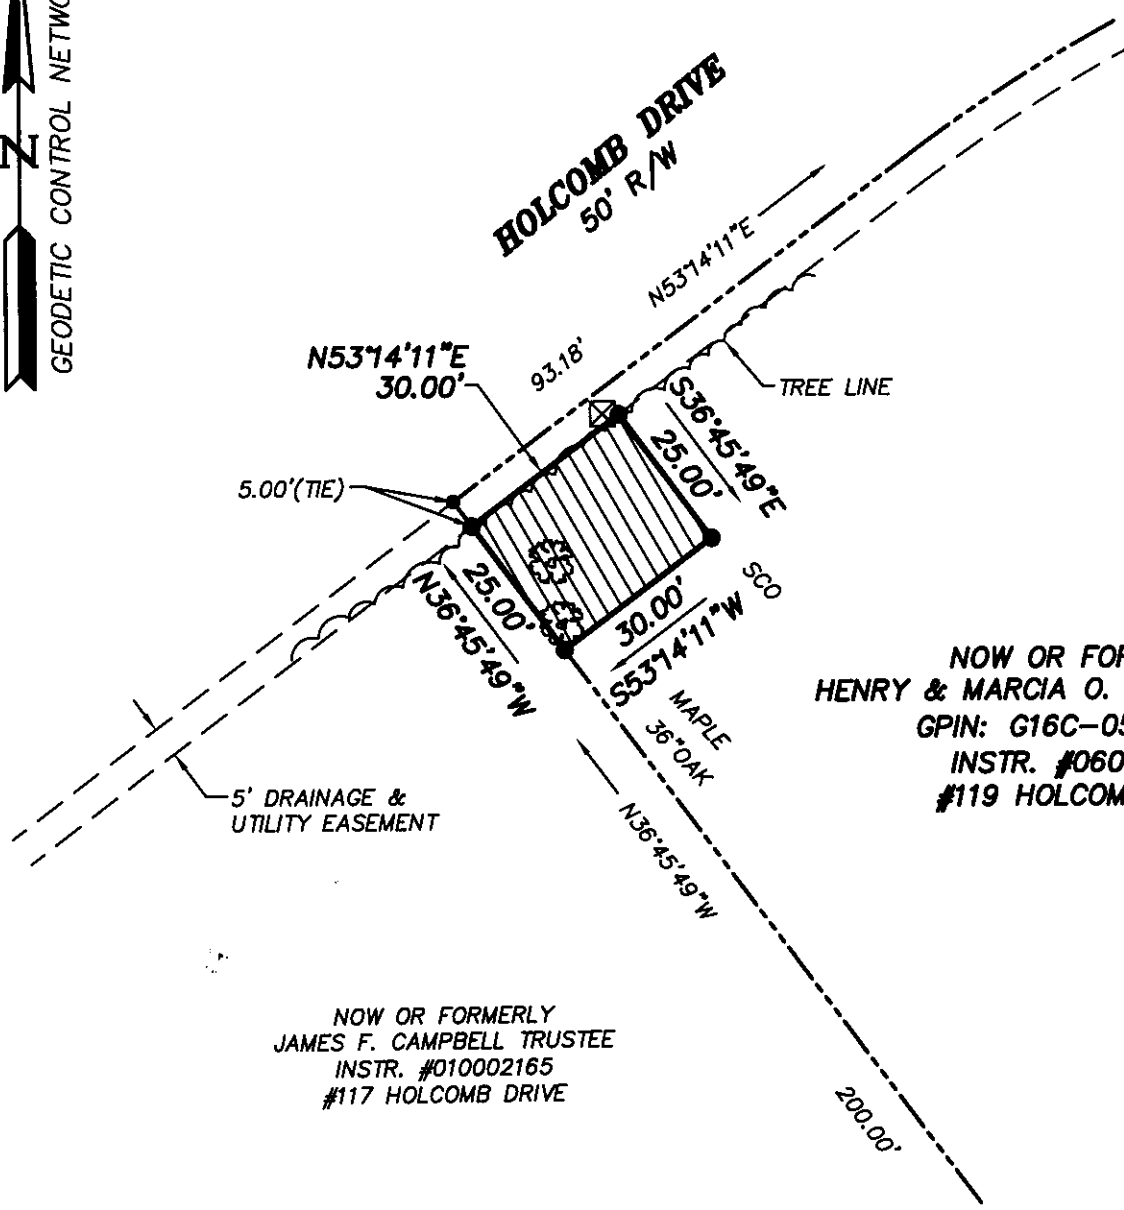 N
GEODETIC CONTROL
HOLCOMB DRIVE
50' R/W
N53°14'11"E
N53°14'11"E
30.00'
93.18'
TREE LINE
S36°45'49"E
25.00'
5.00'(TIE)
25.00'
N36°45'49"W
30.00'
S53°14'11"W
SCO
MAPLE
36"OAK
NOW OR
HENRY & MARCIA O.
GPIN: G16C-05
INSTR. #060
#119 HOLCOM
5' DRAINAGE &
UTILITY EASEMENT
N36°45'49"W
NOW OR FORMERLY
JAMES F. CAMPBELL TRUSTEE
INSTR. #010002165
#117 HOLCOMB DRIVE
200.00'